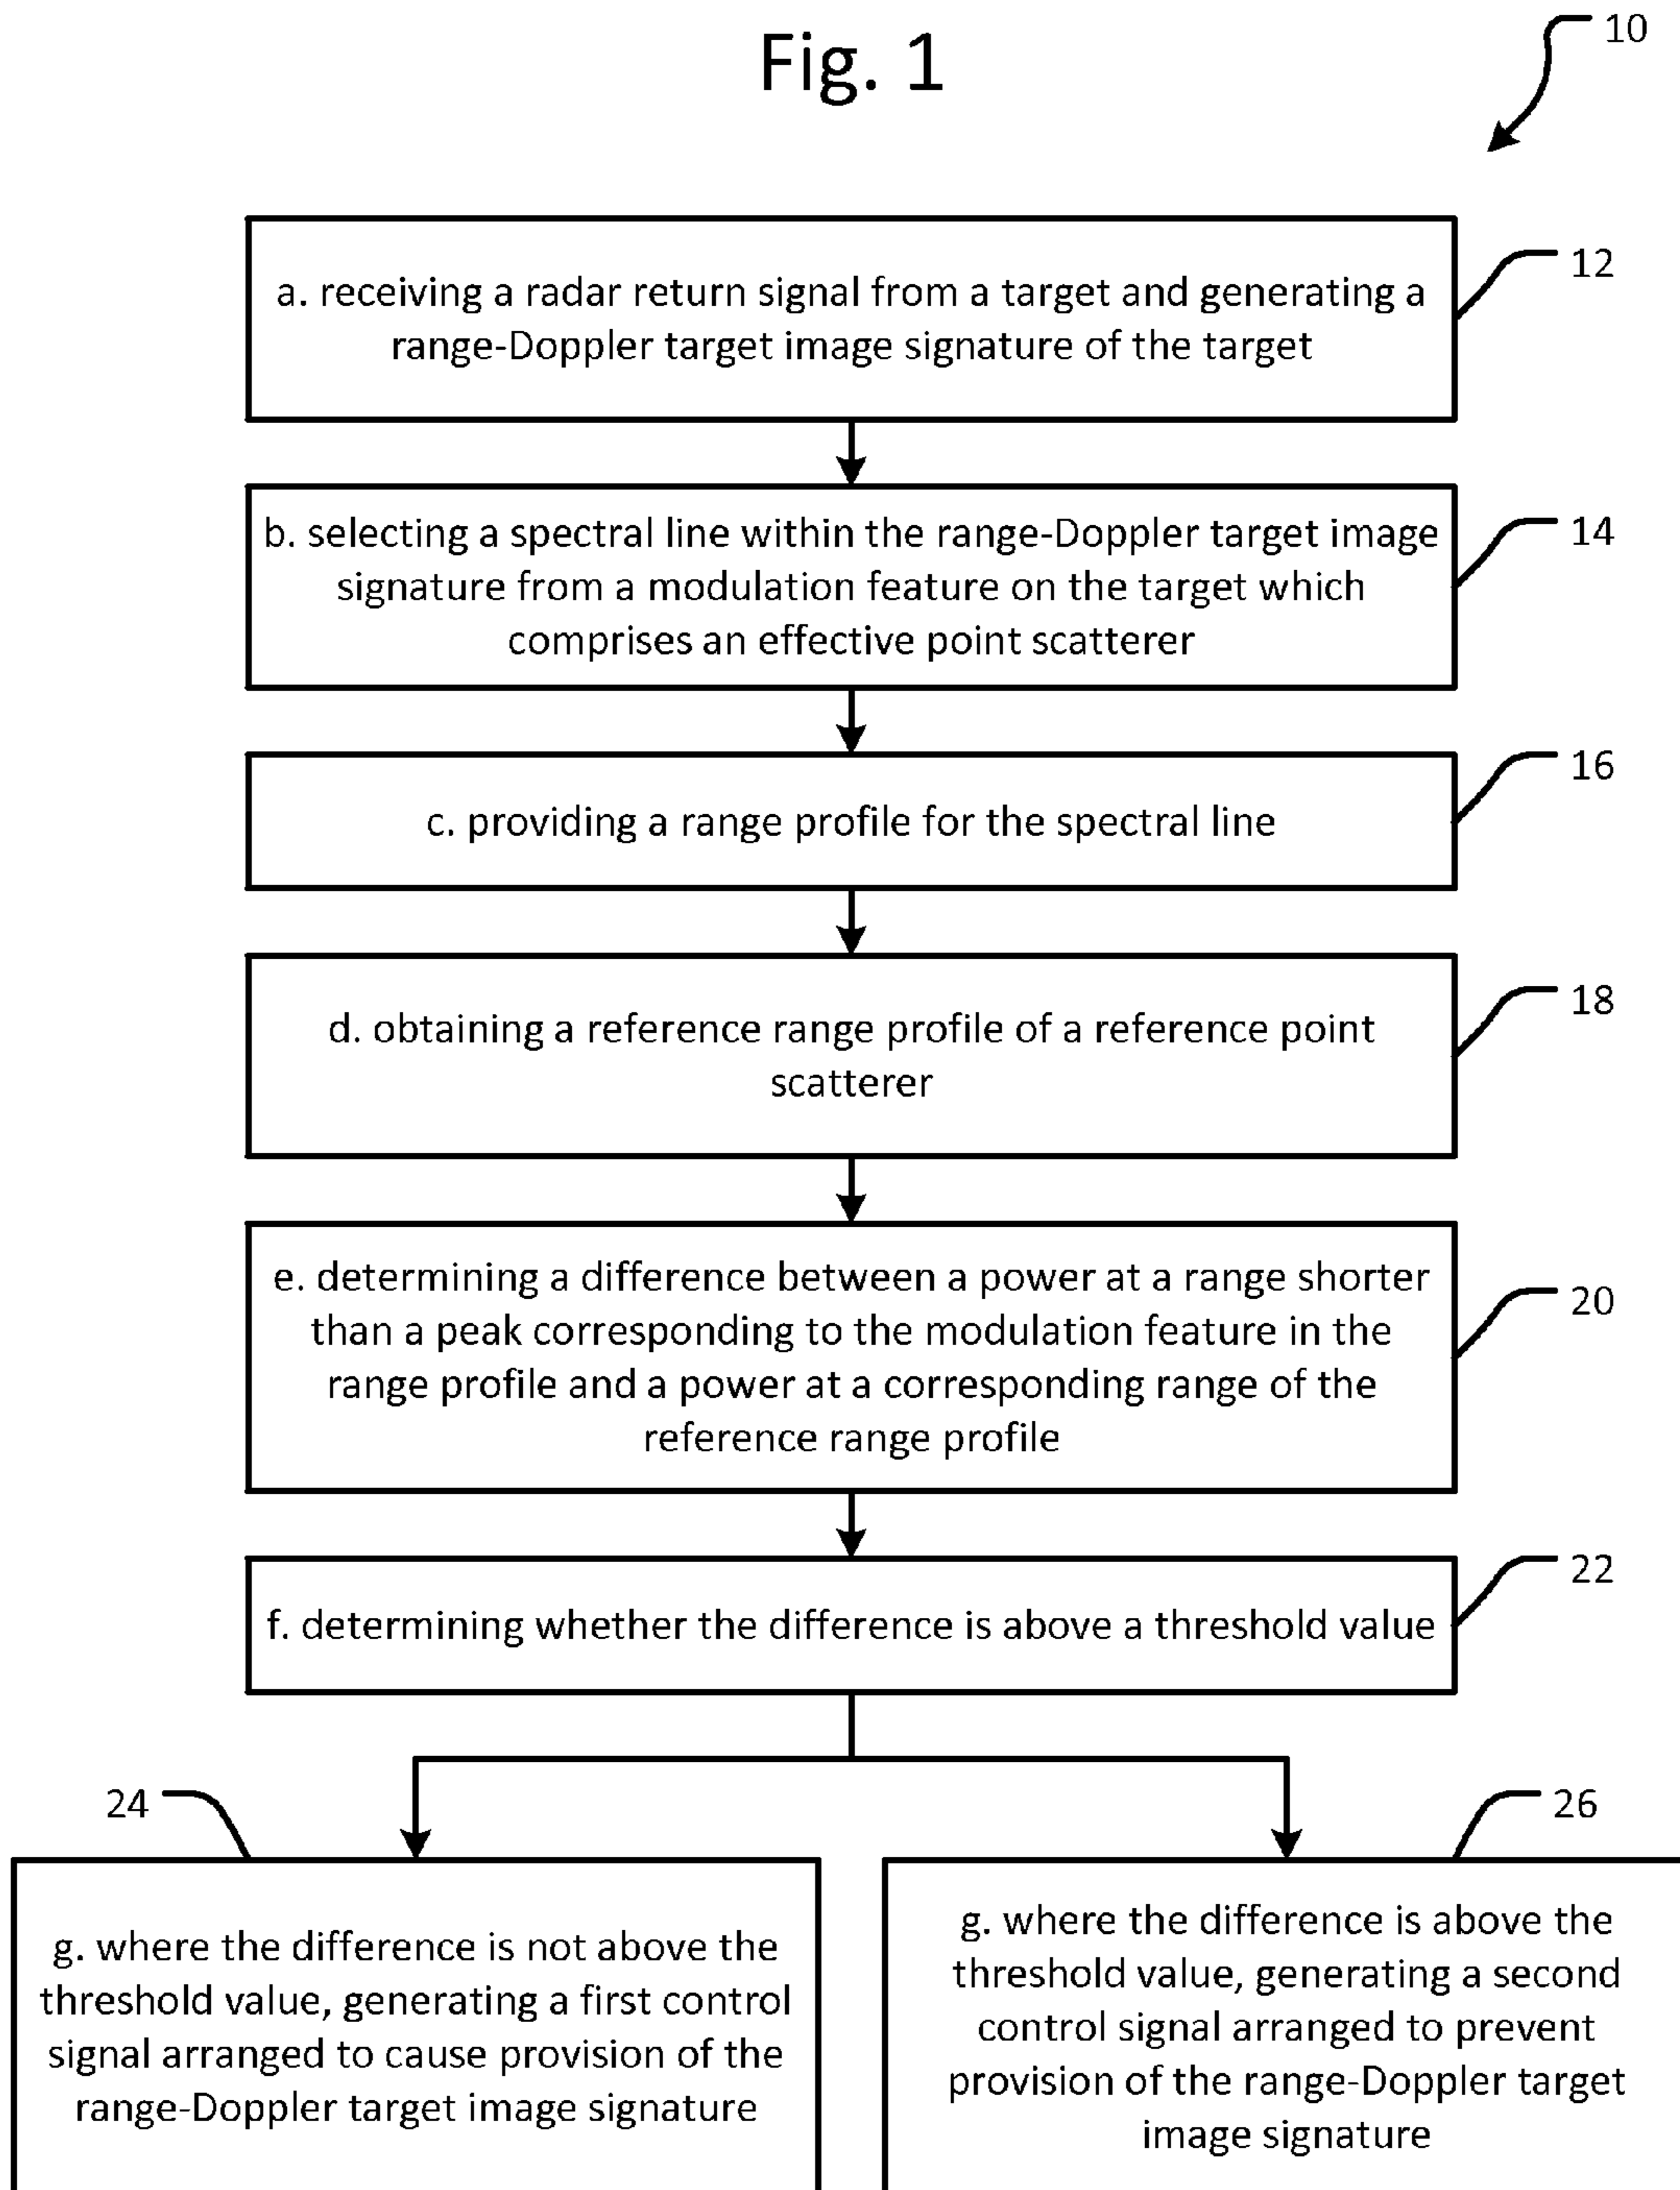 Fig. 1
10
a. receiving a radar return signal from a target and generating a
range-Doppler target image signature of the target
12
b. selecting a spectral line within the range-Doppler target image
signature from a modulation feature on the target which
comprises an effective point scatterer
14
c. providing a range profile for the spectral line
16
d. obtaining a reference range profile of a reference point
scatterer
18
e. determining a difference between a power at a range shorter
than a peak corresponding to the modulation feature in the
range profile and a power at a corresponding range of the
reference range profile
20
f. determining whether the difference is above a threshold value
22
24
g. where the difference is not above the
threshold value, generating a first control
signal arranged to cause provision of the
range-Doppler target image signature
26
g. where the difference is above the
threshold value, generating a second
control signal arranged to prevent
provision of the range-Doppler target
image signature